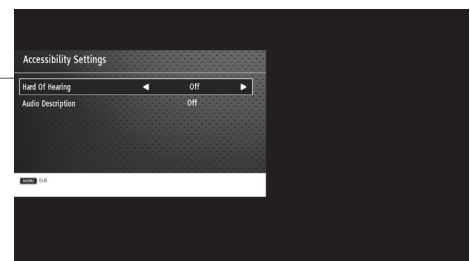 Accessibility Settings
Hard Of Hearing Off
Audio Description Off
MENU Exit